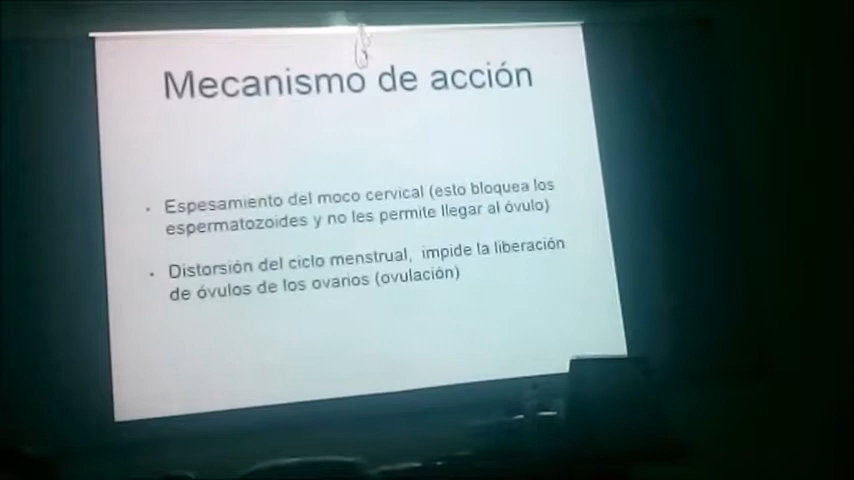 Mecanismo de acción
• Espesamiento del moco cervical (esto bloquea los
espermatozoides y no les permite llegar al óvulo)
• Distorsión del ciclo menstrual, impide la liberación
de óvulos de los ovarios (ovulación)